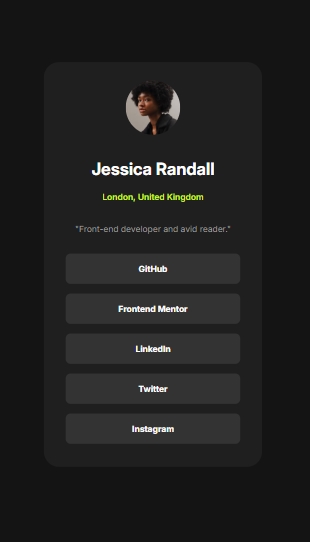 Jessica Randall
London, United Kingdom
"Front-end developer and avid reader."
GitHub
Frontend Mentor
LinkedIn
Twitter
Instagram